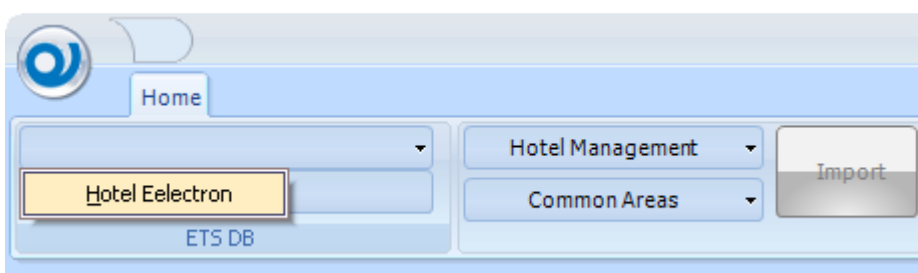 Home
Hotel Management
Import
Hotel Eelectron
Common Areas
ETS DB